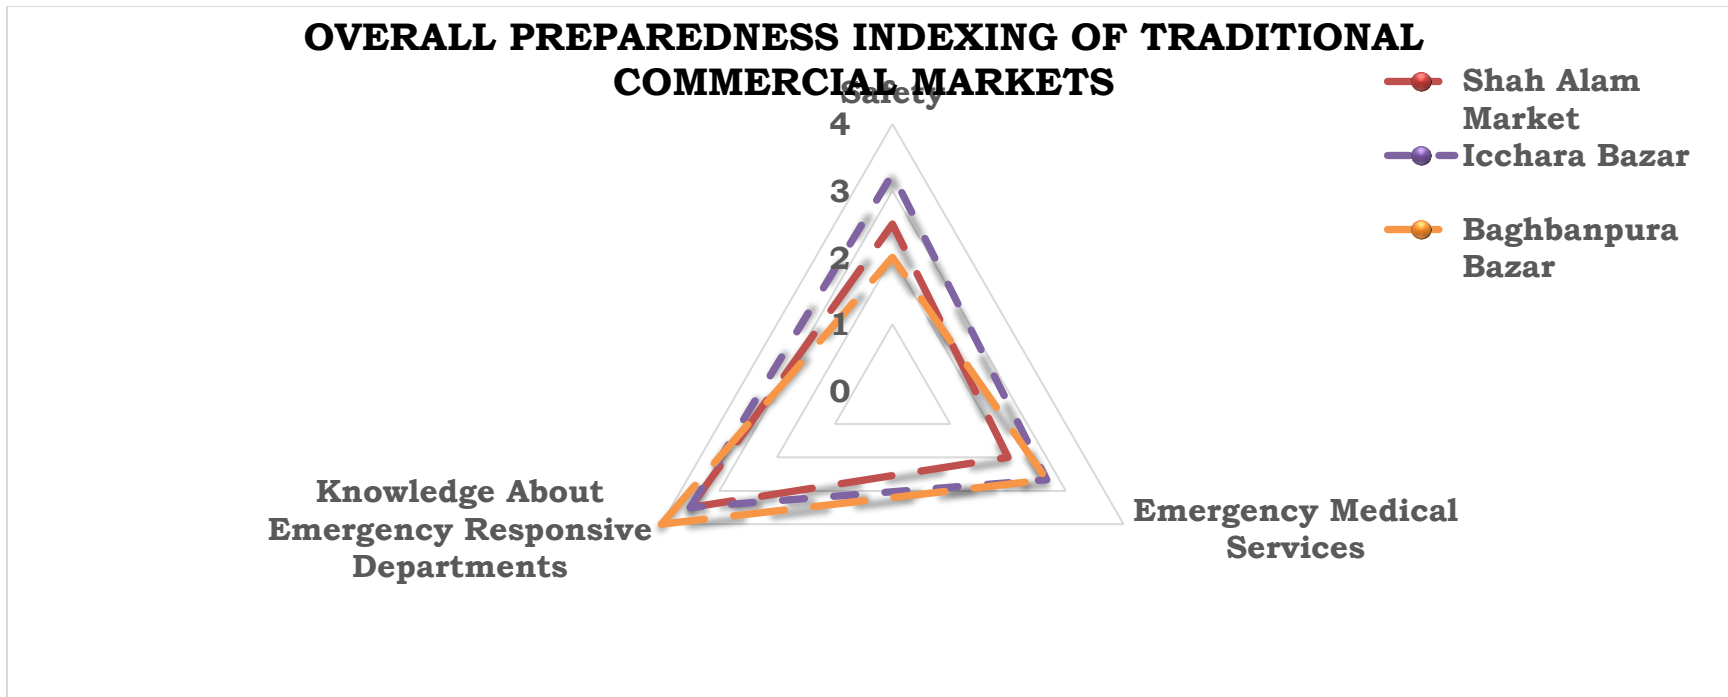 OVERALL PREPAREDNESS INDEXING OF TRADITIONAL
COMMERCIAL MARKETS
Safety
4
3
2
1
0
Shah Alam
Market
Icchara Bazar
Baghbanpura
Bazar
Knowledge About
Emergency Responsive
Departments
Emergency Medical
Services